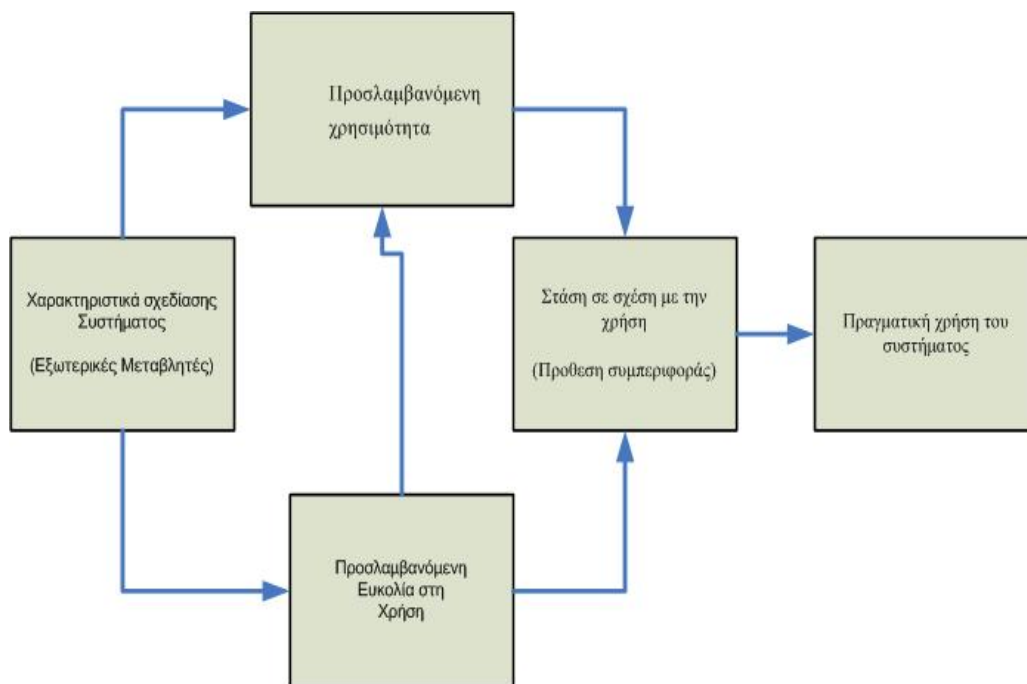 Προσλαμβανόμενη
χρησιμότητα
Χαρακτηριστικά σχεδίασης
Συστήματος
(Εξωτερικές Μεταβλητές)
Στάση σε σχέση με την
χρήση
(Προθεση συμπεριφοράς)
Πραγματική χρήση του
συστήματος
Προσλαμβανόμενη
Ευκολία στη
Χρήση